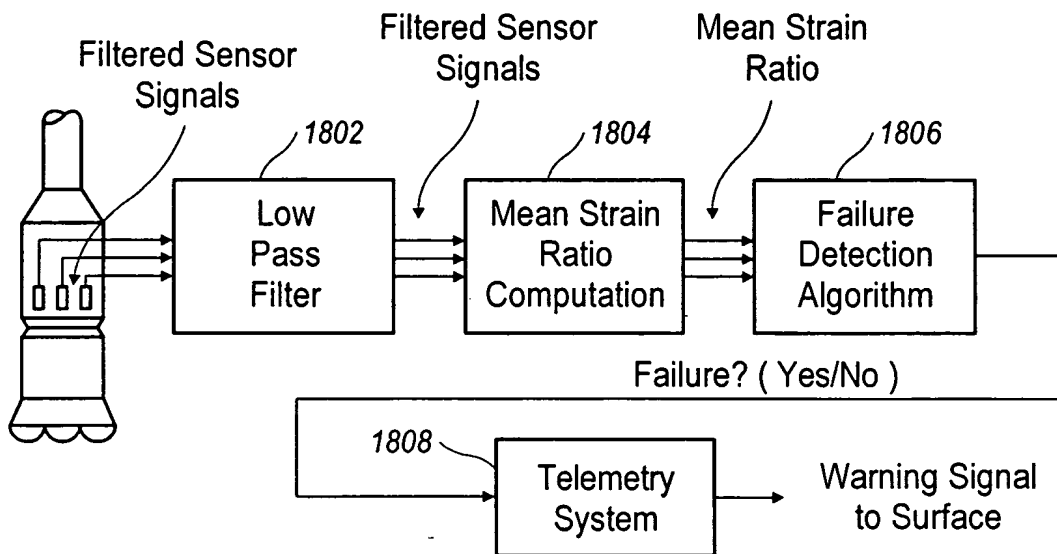 Filtered Sensor
Signals
Filtered Sensor
Signals
Mean Strain
Ratio
1802
1804
1806
Low
Pass
Filter
Mean Strain
Ratio
Computation
Failure
Detection
Algorithm
Failure? ( Yes/No )
1808
Telemetry
System
Warning Signal
to Surface